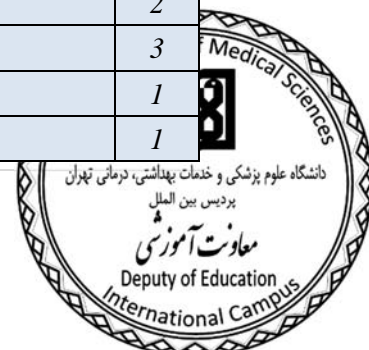 2
3
1
1
f Medical Sciences
دانشگاه علوم پزشکی و خدمات بهداشتی، درمانی تهران
پردیس بین الملل
معاونت آموزشی
Deputy of Education
International Campus